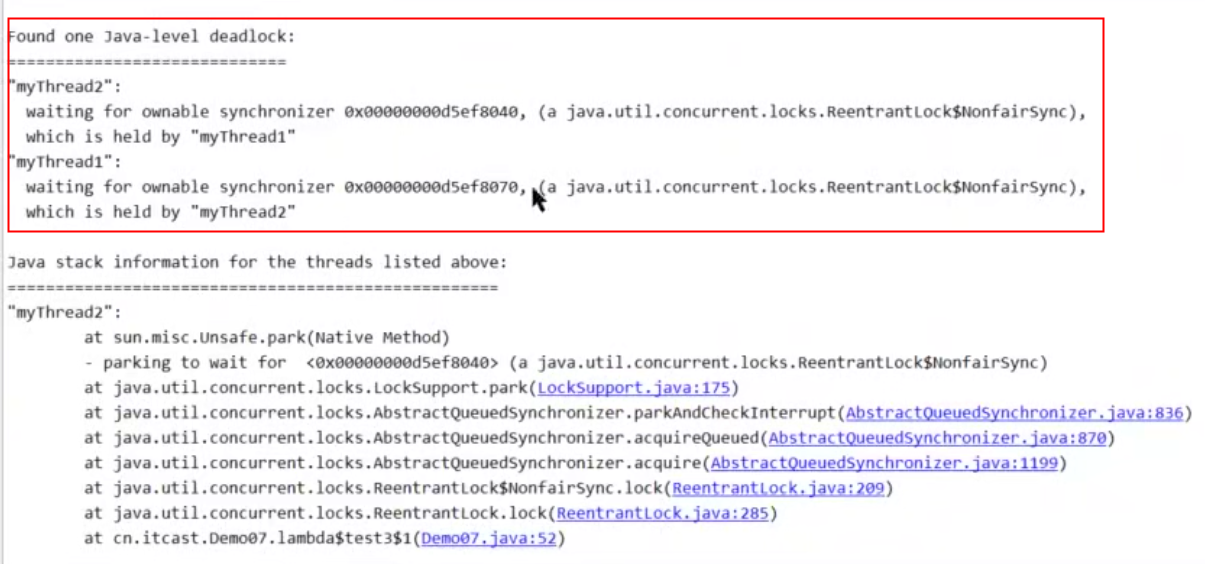 Found one Java-level deadlock:
=============================
"myThread2":
  waiting for ownable synchronizer 0x00000000d5ef8040, (a java.util.concurrent.locks.ReentrantLock$NonfairSync),
  which is held by "myThread1"
"myThread1":
  waiting for ownable synchronizer 0x00000000d5ef8070, (a java.util.concurrent.locks.ReentrantLock$NonfairSync),
  which is held by "myThread2"
Java stack information for the threads listed above:
===================================================
"myThread2":
        at sun.misc.Unsafe.park(Native Method)
        - parking to wait for  <0x00000000d5ef8040> (a java.util.concurrent.locks.ReentrantLock$NonfairSync)
        at java.util.concurrent.locks.LockSupport.park(LockSupport.java:175)
        at java.util.concurrent.locks.AbstractQueuedSynchronizer.parkAndCheckInterrupt(AbstractQueuedSynchronizer.java:836)
        at java.util.concurrent.locks.AbstractQueuedSynchronizer.acquireQueued(AbstractQueuedSynchronizer.java:870)
        at java.util.concurrent.locks.AbstractQueuedSynchronizer.acquire(AbstractQueuedSynchronizer.java:1199)
        at java.util.concurrent.locks.ReentrantLock$NonfairSync.lock(ReentrantLock.java:209)
        at java.util.concurrent.locks.ReentrantLock.lock(ReentrantLock.java:285)
        at cn.itcast.Demo07.lambda$test3$1(Demo07.java:52)